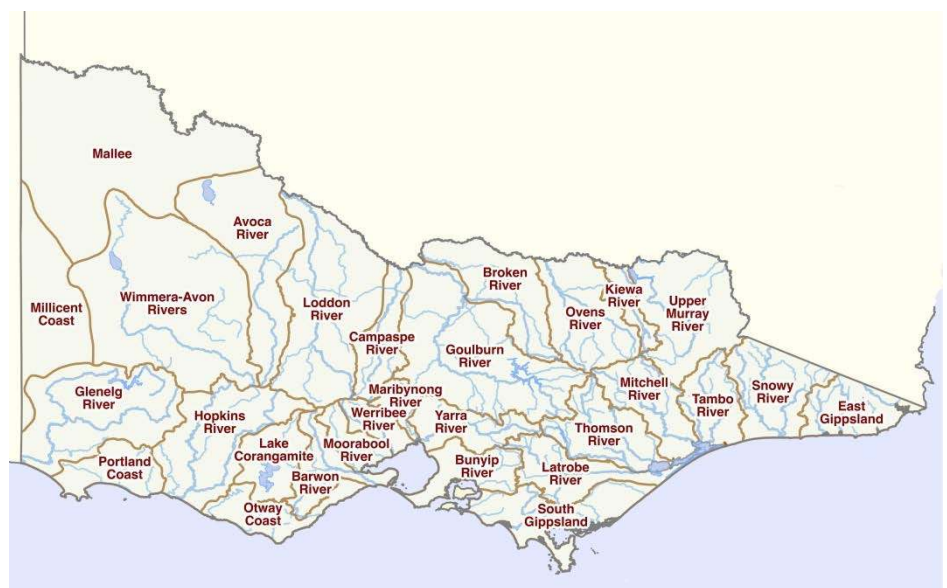 Mallee
Avoca
River
Millicent
Coast
Wimmera-Avon
Rivers
Loddon
River
Campaspe
River
Broken
River
Goulburn
River
Ovens
River
Kiewa
River
Upper
Murray
River
Glenelg
River
Hopkins
River
Portland
Coast
Lake
Corangamite
Otway
Coast
Barwon
River
Moorabool
River
Werribee
River
Maribynong
River
Yarra
River
Bunyip
River
Latrobe
River
South
Gippsland
Thomson
River
Mitchell
River
Tambo
River
Snowy
River
East
Gippsland